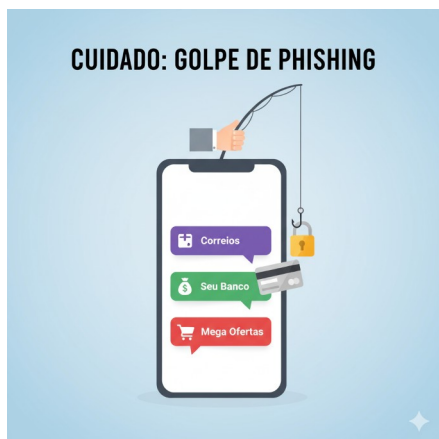 CUIDADO: GOLPE DE PHISHING
Correios
$ Seu Banco
Mega Ofertas